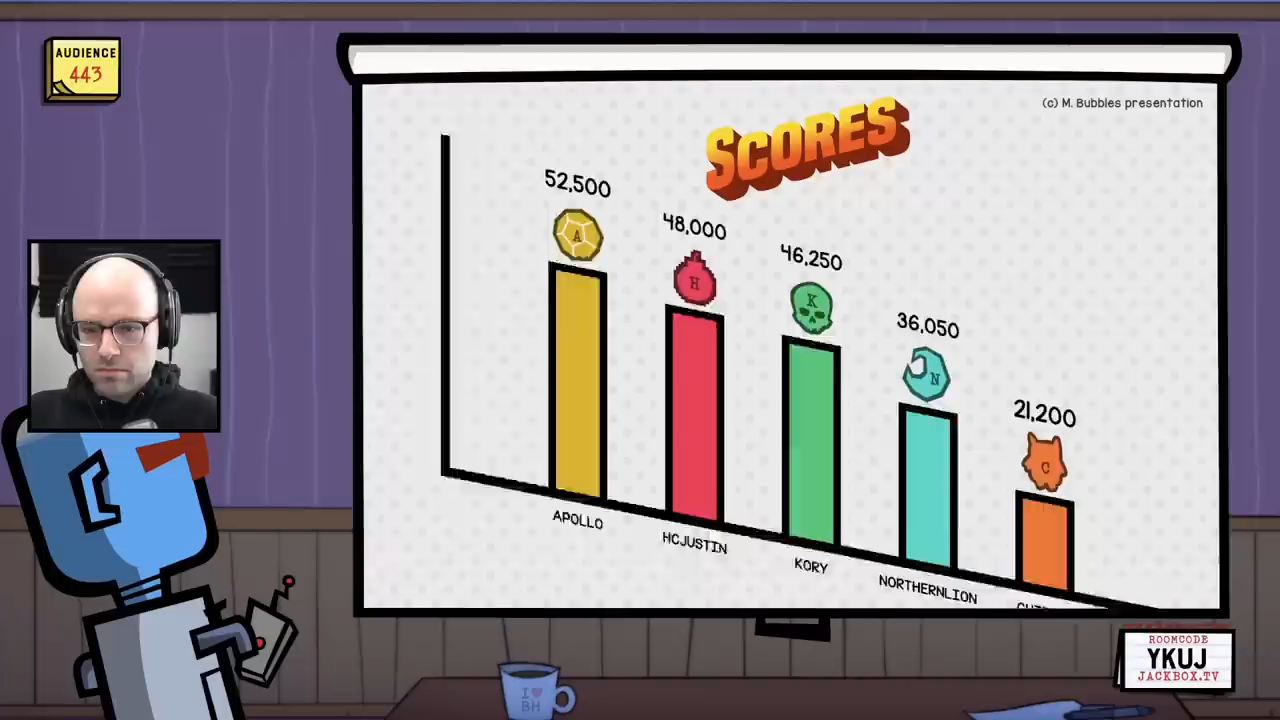 AUDIENCE
443
(c) M. Bubbles presentation
SCORES
52,500
A
48,000
H
46,250
K
36,050
N
21,200
C
APOLLO
HCJUSTIN
KORY
NORTHERNLION
ROOMCODE
YKUJ
JACKBOX.TV
I ♥
BM